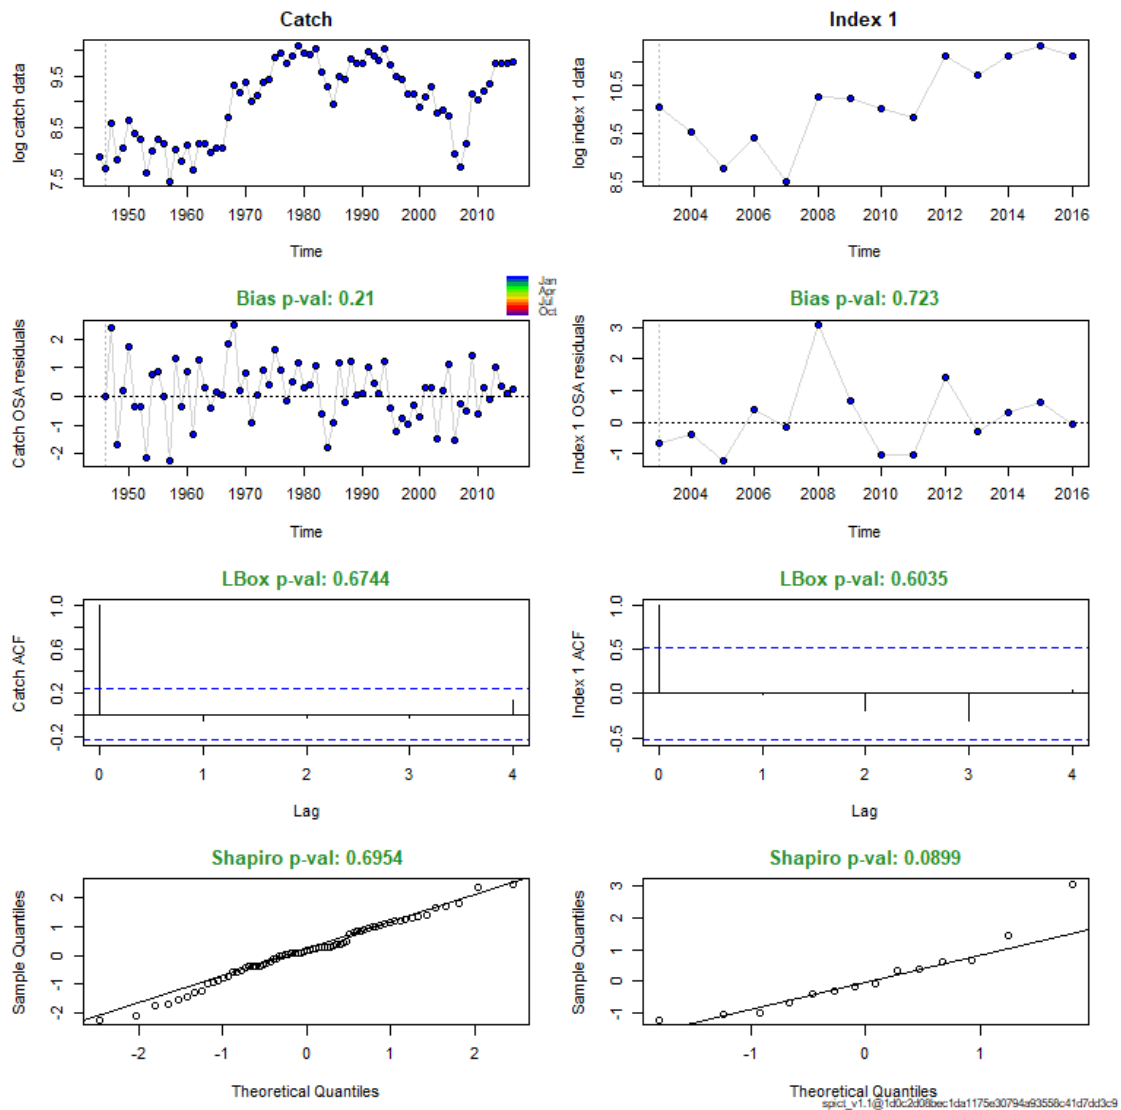 Catch
log catch data
7.5 8.5 9.5
1950 1960 1970 1980 1990 2000 2010
Time
Index 1
log index 1 data
8.5 9.5 10.5
2004 2006 2008 2010 2012 2014 2016
Time
Bias p-val: 0.21
Jan
Apr
Jul
Oct
Catch OSA residuals
-2 -1 0 1 2
1950 1960 1970 1980 1990 2000 2010
Time
Bias p-val: 0.723
Index 1 OSA residuals
-1 0 1 2 3
2004 2006 2008 2010 2012 2014 2016
Time
LBox p-val: 0.6744
Catch ACF
-0.2 0.2 0.6 1.0
0 1 2 3 4
Lag
LBox p-val: 0.6035
Index 1 ACF
-0.5 0.0 0.5 1.0
0 1 2 3 4
Lag
Shapiro p-val: 0.6954
Sample Quantiles
-2 -1 0 1 2
-2 -1 0 1 2
Theoretical Quantiles
Shapiro p-val: 0.0899
Sample Quantiles
-1 0 1 2 3
-1 0 1
Theoretical Quantiles